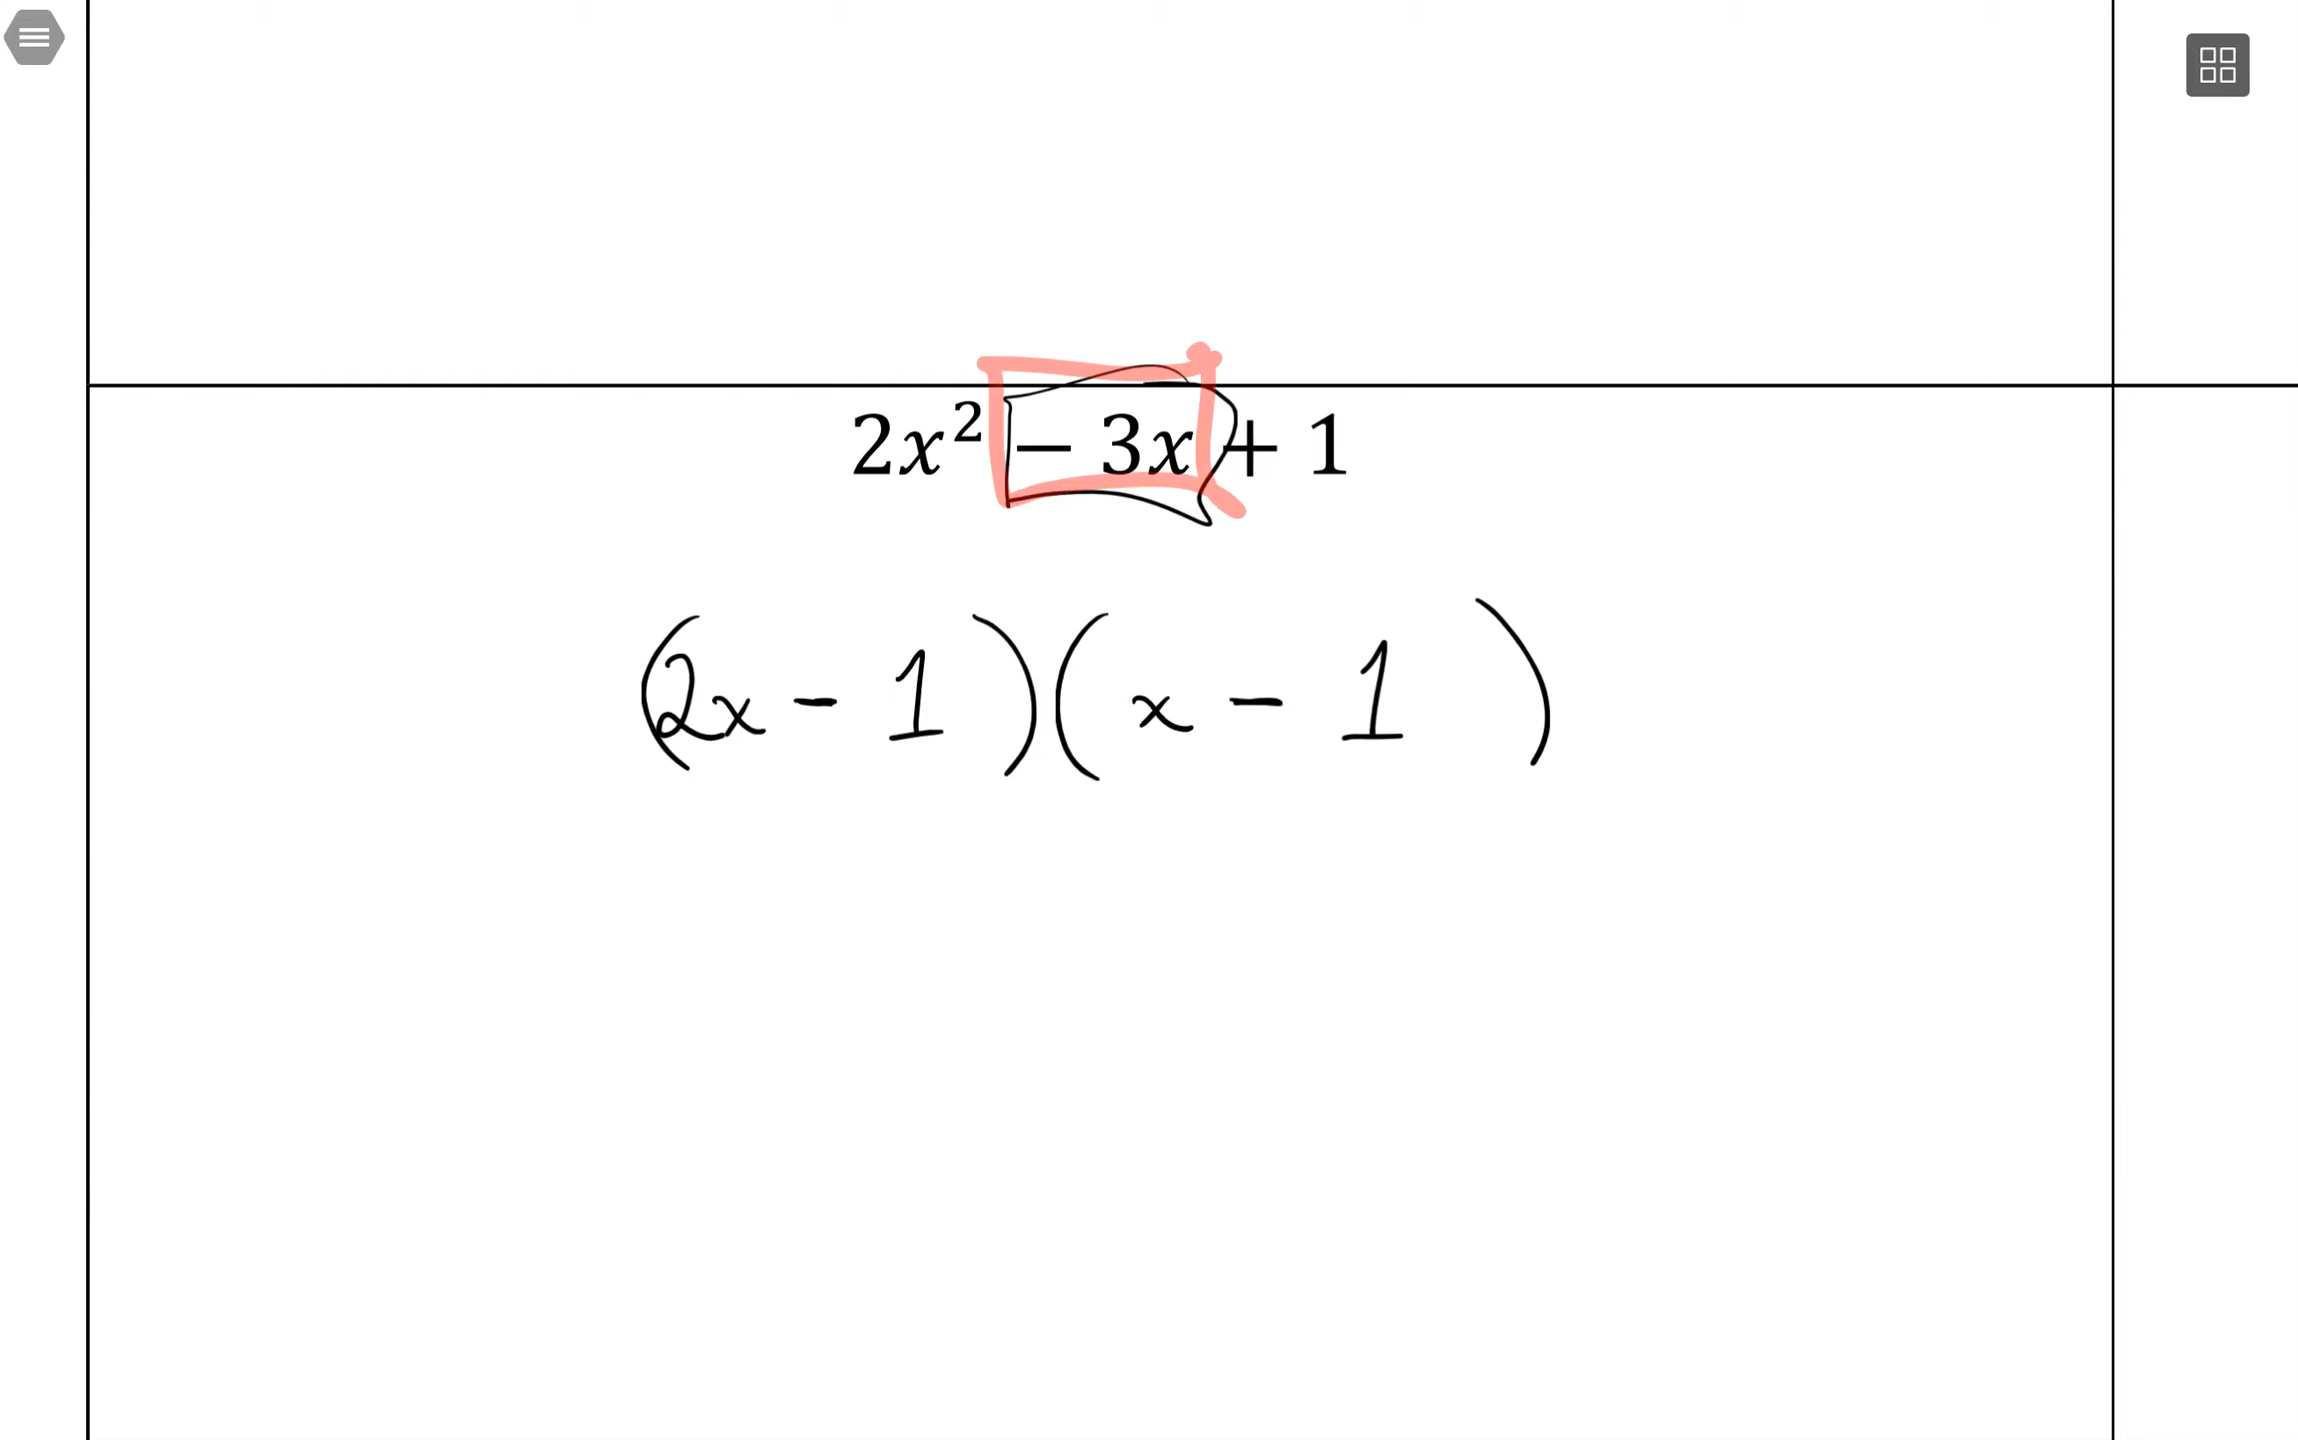 2x² − 3x + 1
(2x − 1)(x − 1)